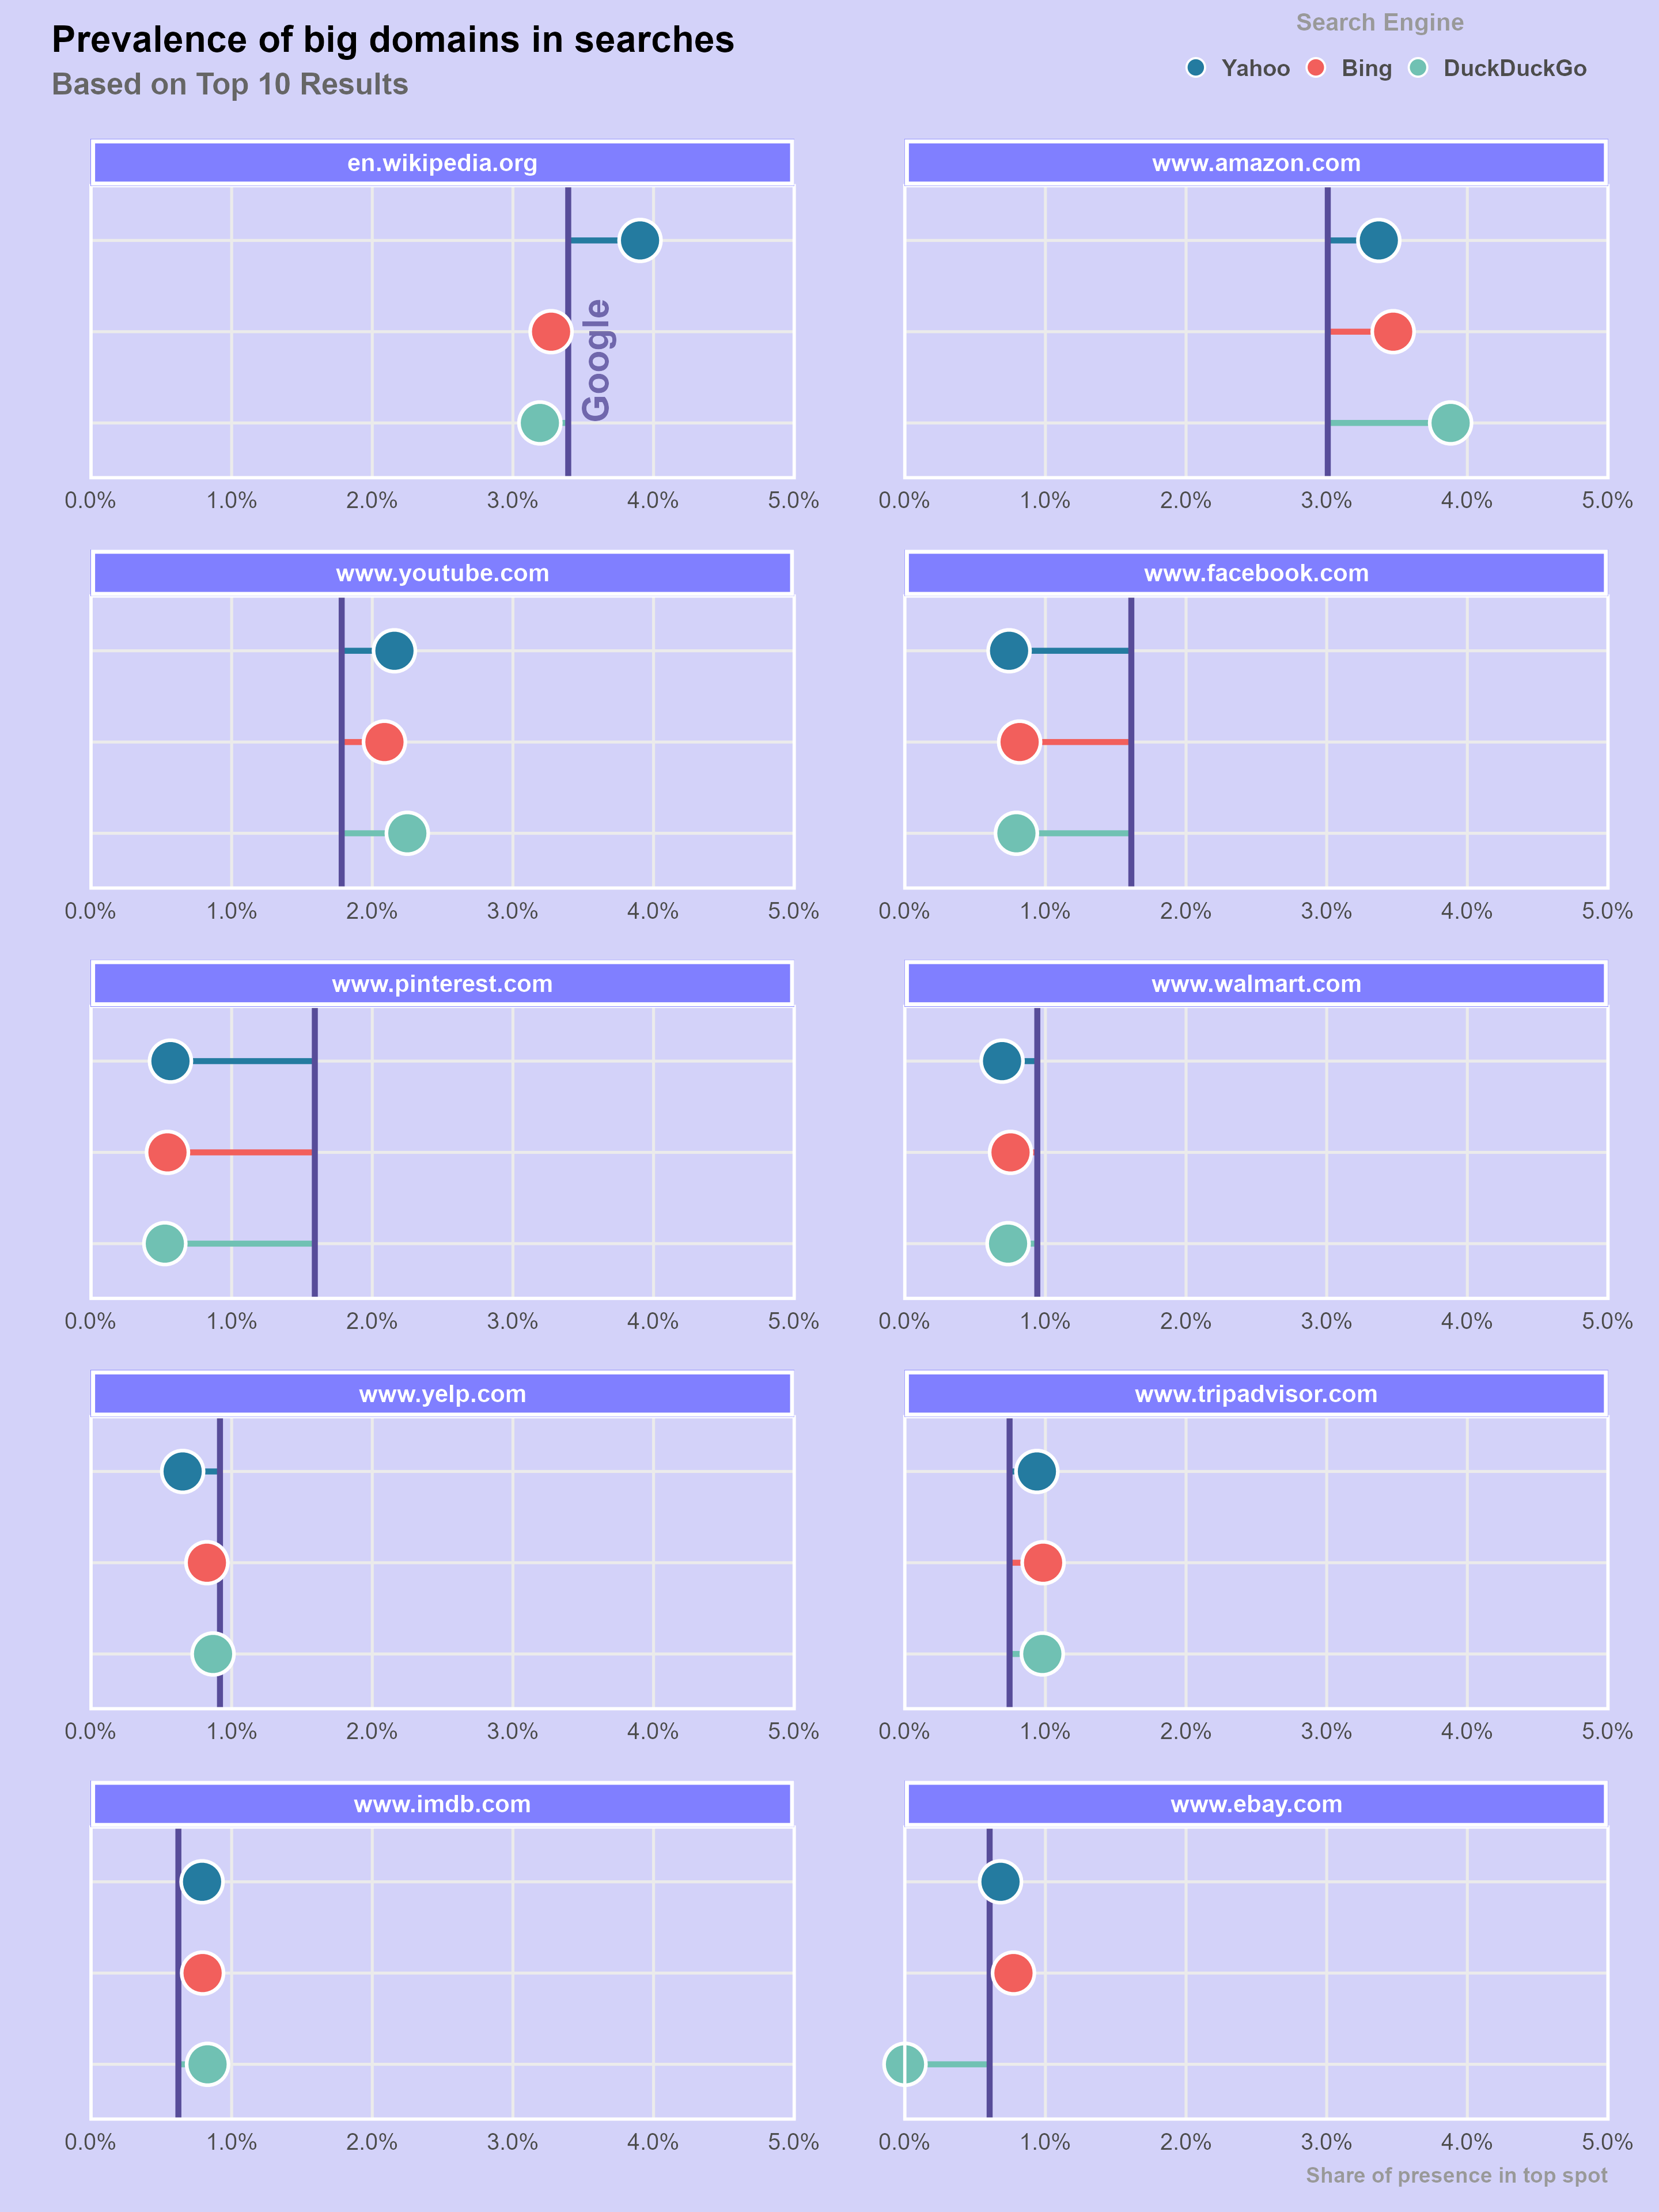 Prevalence of big domains in searches
Based on Top 10 Results
Search Engine
Yahoo Bing DuckDuckGo
en.wikipedia.org
Google
0.0% 1.0% 2.0% 3.0% 4.0% 5.0%
www.amazon.com
0.0% 1.0% 2.0% 3.0% 4.0% 5.0%
www.youtube.com
0.0% 1.0% 2.0% 3.0% 4.0% 5.0%
www.facebook.com
0.0% 1.0% 2.0% 3.0% 4.0% 5.0%
www.pinterest.com
0.0% 1.0% 2.0% 3.0% 4.0% 5.0%
www.walmart.com
0.0% 1.0% 2.0% 3.0% 4.0% 5.0%
www.yelp.com
0.0% 1.0% 2.0% 3.0% 4.0% 5.0%
www.tripadvisor.com
0.0% 1.0% 2.0% 3.0% 4.0% 5.0%
www.imdb.com
0.0% 1.0% 2.0% 3.0% 4.0% 5.0%
www.ebay.com
0.0% 1.0% 2.0% 3.0% 4.0% 5.0%
Share of presence in top spot